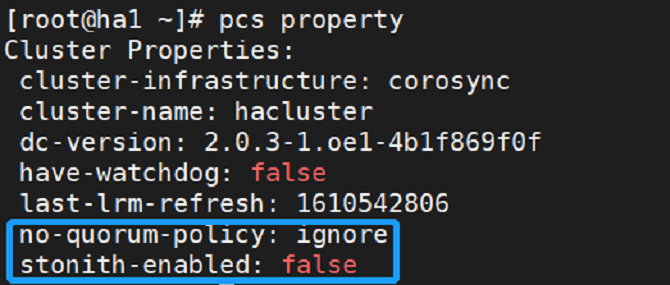 [root@ha1 ~]# pcs property
Cluster Properties:
cluster-infrastructure: corosync
cluster-name: hacluster
dc-version: 2.0.3-1.oe1-4b1f869f0f
have-watchdog: false
last-lrm-refresh: 1610542806
no-quorum-policy: ignore
stonith-enabled: false